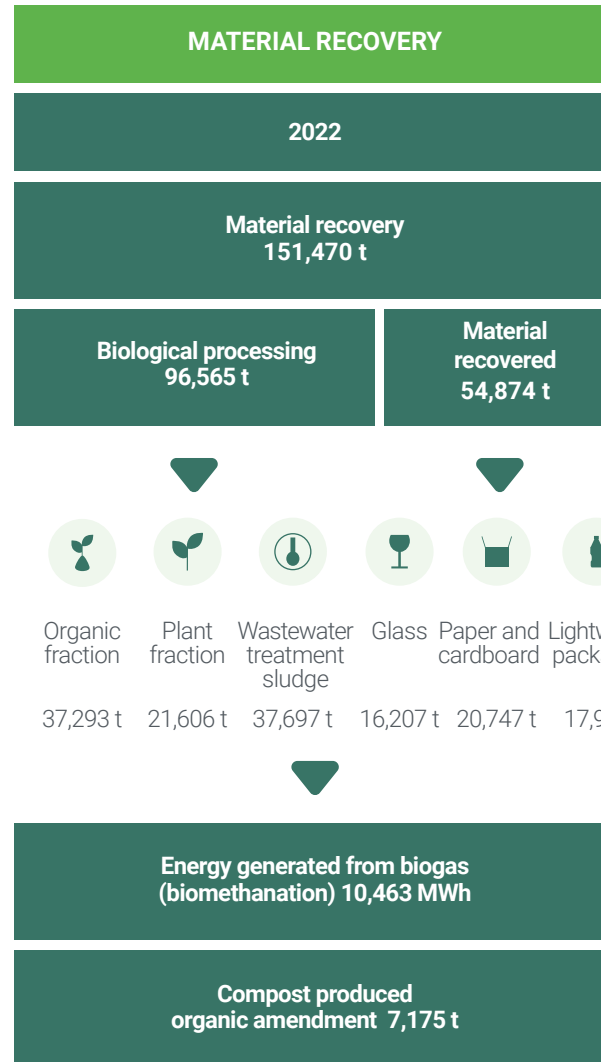 MATERIAL RECOVERY
2022
Material recovery
151,470 t
Biological processing
96,565 t
Material
recovered
54,874 t
Organic
fraction
37,293 t
Plant
fraction
21,606 t
Wastewater
treatment
sludge
37,697 t
Glass
16,207 t
Paper and
cardboard
20,747 t
Energy generated from biogas
(biomethanation) 10,463 MWh
Compost produced
organic amendment 7,175 t